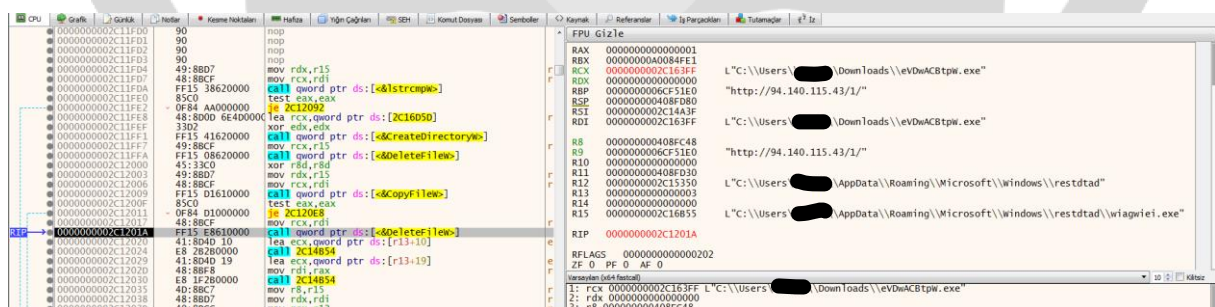 CPU Grafik Günlük Notlar Kesme Noktaları Hafıza Yığın Çağrıları SEH Komut Dosyası Semboller Kaynak Referanslar İş Parçacıkları Tutamaçlar İz
0000000002C11FD0 90 nop
0000000002C11FD1 90 nop
0000000002C11FD2 90 nop
0000000002C11FD3 90 nop
0000000002C11FD4 49:8BD7 mov rdx,r15
0000000002C11FD7 48:8BCF mov rcx,rdi
0000000002C11FDA FF15 38620000 call qword ptr ds:[<&lstrcmpW>]
0000000002C11FE0 85C0 test eax,eax
0000000002C11FE2 0F84 AA000000 je 2C12092
0000000002C11FE8 48:8D0D 6E4D0000 lea rcx,qword ptr ds:[2C16D5D]
0000000002C11FEF 33D2 xor edx,edx
0000000002C11FF1 FF15 41620000 call qword ptr ds:[<&CreateDirectoryW>]
0000000002C11FF7 49:8BCF mov rcx,r15
0000000002C11FFA FF15 08620000 call qword ptr ds:[<&DeleteFileW>]
0000000002C12000 45:33C0 xor r8d,r8d
0000000002C12003 49:8BD7 mov rdx,r15
0000000002C12006 48:8BCF mov rcx,rdi
0000000002C12009 FF15 D1610000 call qword ptr ds:[<&CopyFileW>]
0000000002C1200F 85C0 test eax,eax
0000000002C12011 0F84 D1000000 je 2C120E8
0000000002C12017 48:8BCF mov rcx,rdi
RIP 0000000002C1201A FF15 E8610000 call qword ptr ds:[<&DeleteFileW>]
0000000002C12020 41:8D4D 10 lea ecx,qword ptr ds:[r13+10]
0000000002C12024 E8 2B2B0000 call 2C14B54
0000000002C12029 41:8D4D 19 lea ecx,qword ptr ds:[r13+19]
0000000002C1202D 48:8BF8 mov rdi,rax
0000000002C12030 E8 1F2B0000 call 2C14B54
0000000002C12035 4D:8BC7 mov r8,r15
0000000002C12038 48:8BD7 mov rdx,rdi
FPU Gizle
RAX 0000000000000001
RBX 00000000A0084FE1
RCX 0000000002C163FF L"C:\\Users\ \Downloads\\eVDwACBtpW.exe"
RDX 0000000000000000
RBP 0000000006CF51E0 "http://94.140.115.43/1/"
RSP 000000000408FD80
RSI 0000000002C14A3F
RDI 0000000002C163FF L"C:\\Users\ \Downloads\\eVDwACBtpW.exe"
R8 000000000408FC48
R9 0000000006CF51E0 "http://94.140.115.43/1/"
R10 0000000000000000
R11 000000000408FD30
R12 0000000002C15350 L"C:\\Users\ \AppData\\Roaming\\Microsoft\\Windows\\restdtad"
R13 0000000000000003
R14 0000000000000000
R15 0000000002C16B55 L"C:\\Users\ \AppData\\Roaming\\Microsoft\\Windows\\restdtad\\wiagwiei.exe"
RIP 0000000002C1201A
RFLAGS 0000000000000202
ZF 0 PF 0 AF 0
Varsayılan (x64 fastcall) 10 Kilitsiz
1: rcx 0000000002C163FF L"C:\\Users\ \Downloads\\eVDwACBtpW.exe"
2: rdx 0000000000000000